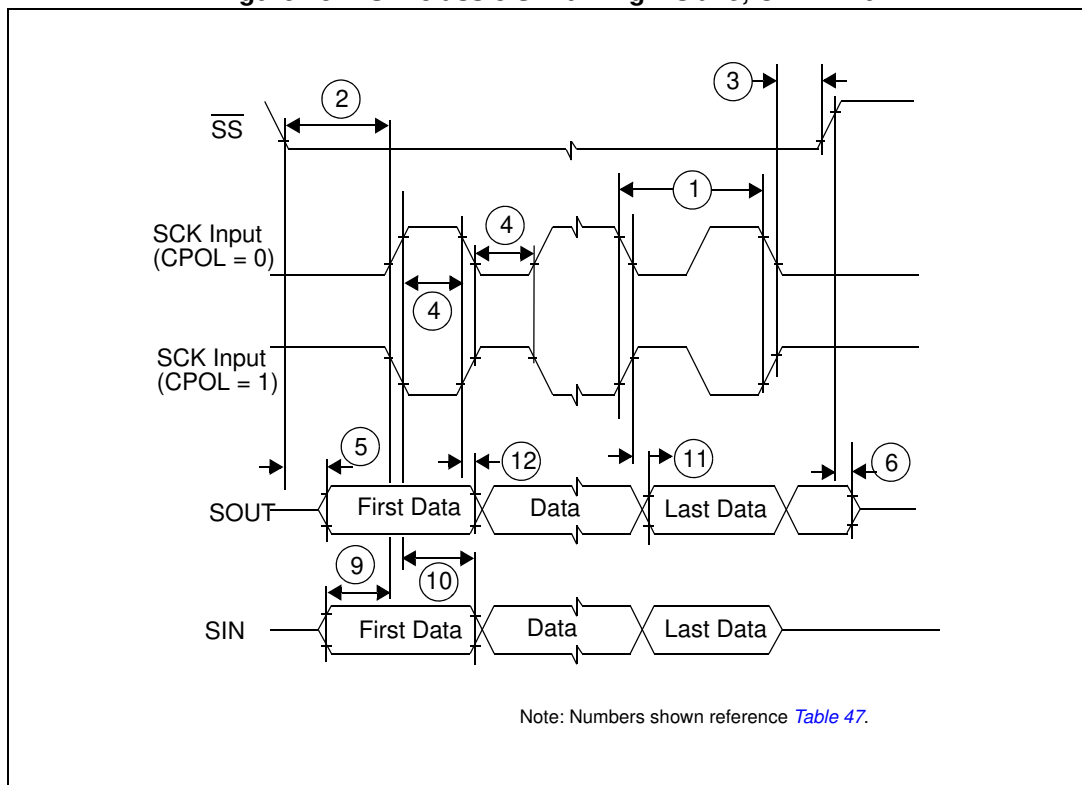 3
2
SS
1
SCK Input
(CPOL = 0)
4
4
SCK Input
(CPOL = 1)
5
12
11
6
SOUT
First Data
Data
Last Data
9
10
SIN
First Data
Data
Last Data
Note: Numbers shown reference Table 47.